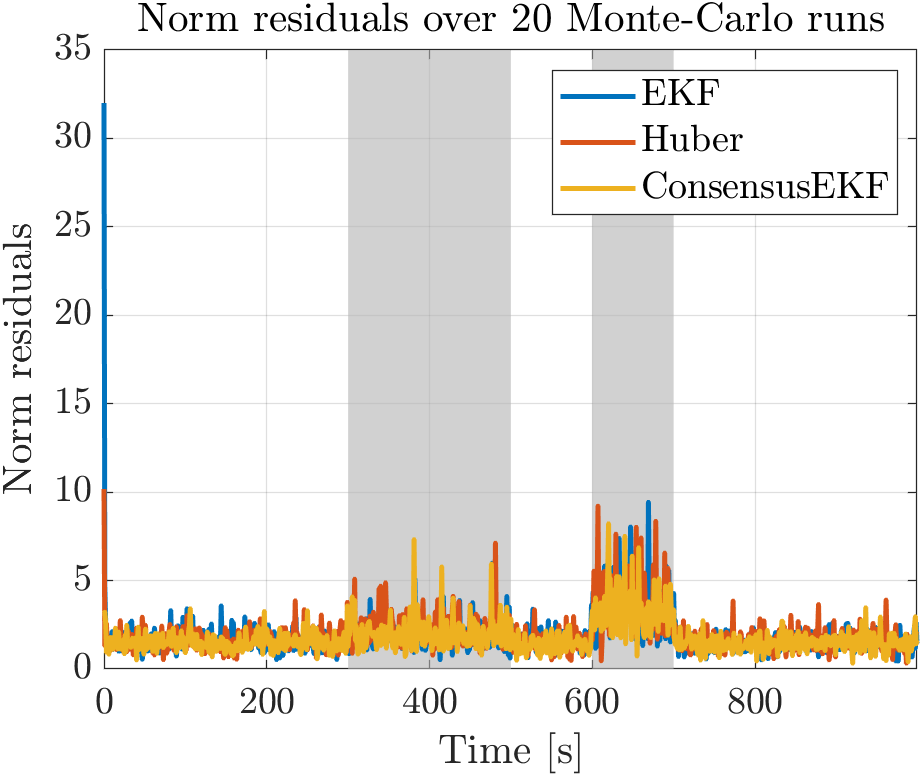 Norm residuals over 20 Monte-Carlo runs
35
30
25
20
15
10
5
0
Norm residuals
EKF
Huber
ConsensusEKF
0 200 400 600 800
Time [s]